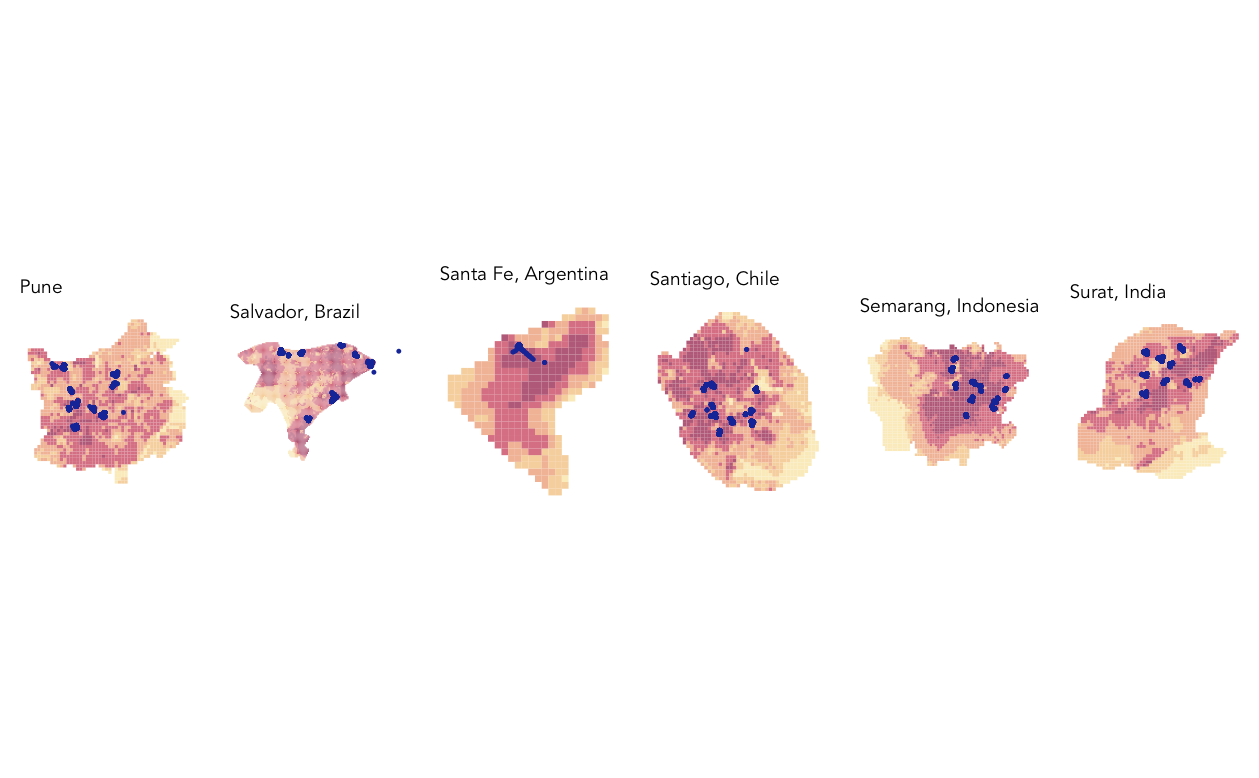 Pune
Salvador, Brazil
Santa Fe, Argentina
Santiago, Chile
Semarang, Indonesia
Surat, India